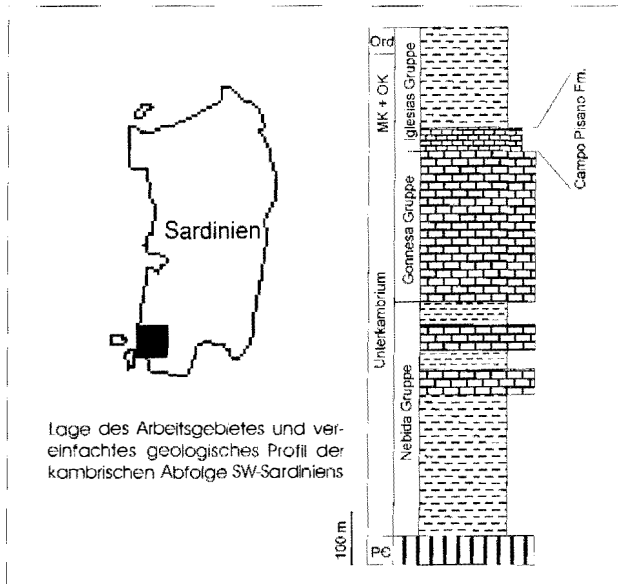 Sardinien
Lage des Arbeitsgebietes und ver-
einfachtes geologisches Profil der
kambrischen Abfolge SW-Sardiniens
Ord
MK + OK
Unterkambrium
PC
Iglesias Gruppe
Gonnesa Gruppe
Nebida Gruppe
Campo Pisano Fm.
100 m